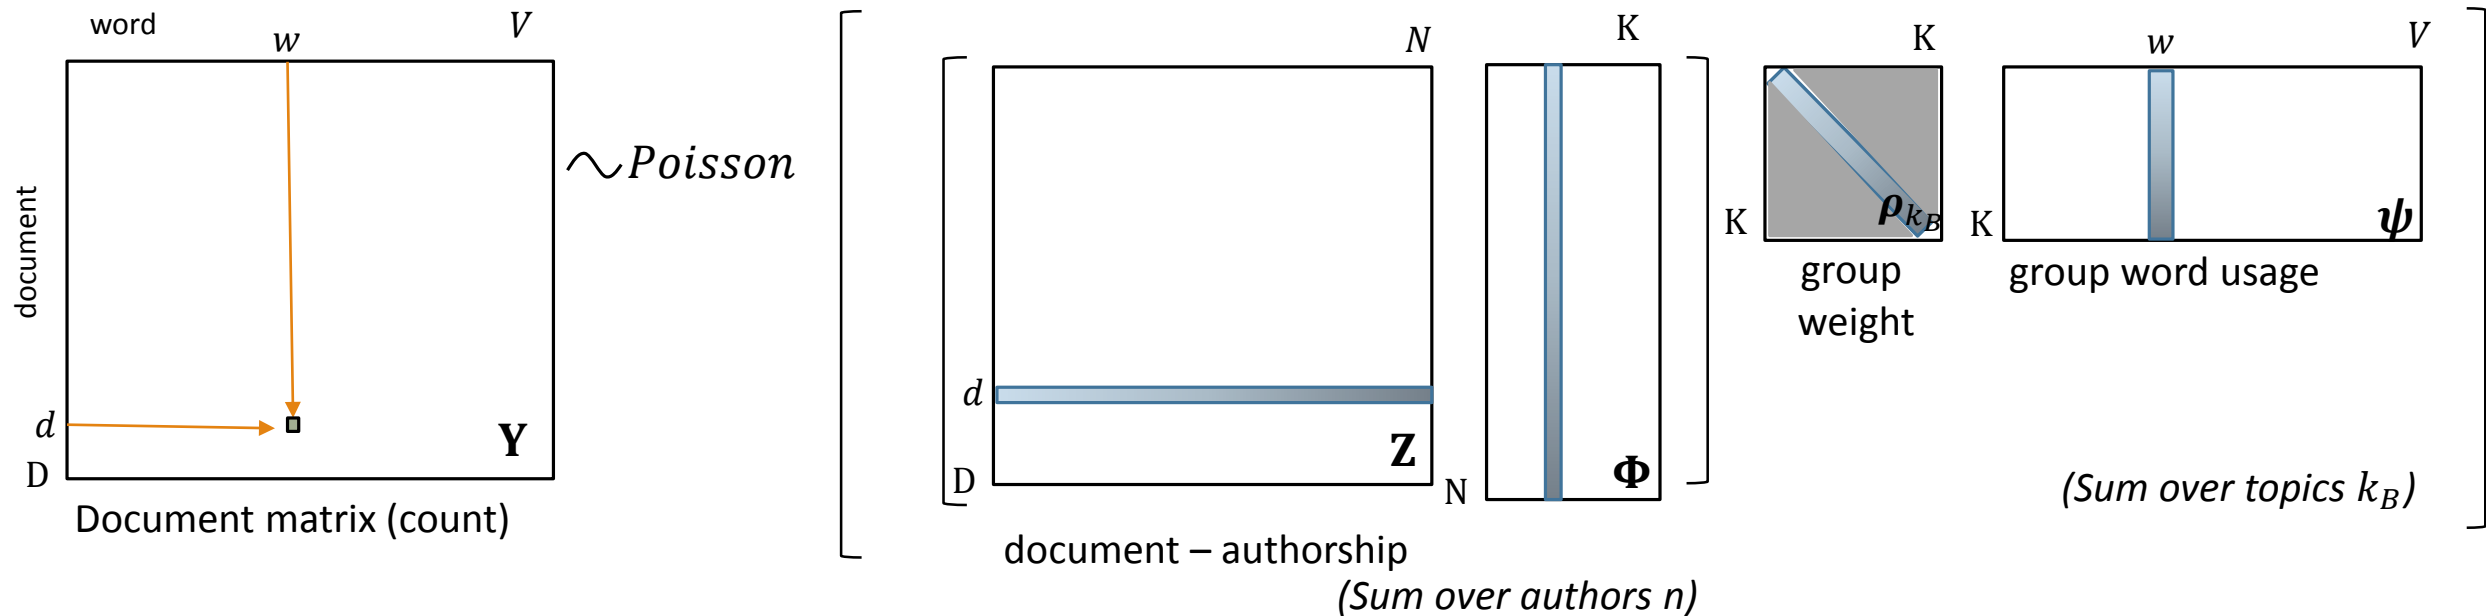 word
w
V
document
d
D
Y
Document matrix (count)
∼ Poisson
N
d
D
Z
document – authorship
(Sum over authors n)
K
N
Φ
K
K
ρ_{k_B}
group
weight
w
V
K
ψ
group word usage
(Sum over topics k_B)